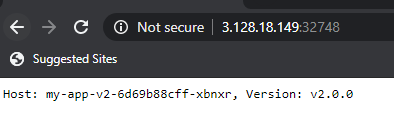 Not secure | 3.128.18.149:32748
Suggested Sites
Host: my-app-v2-6d69b88cff-xbnxr, Version: v2.0.0